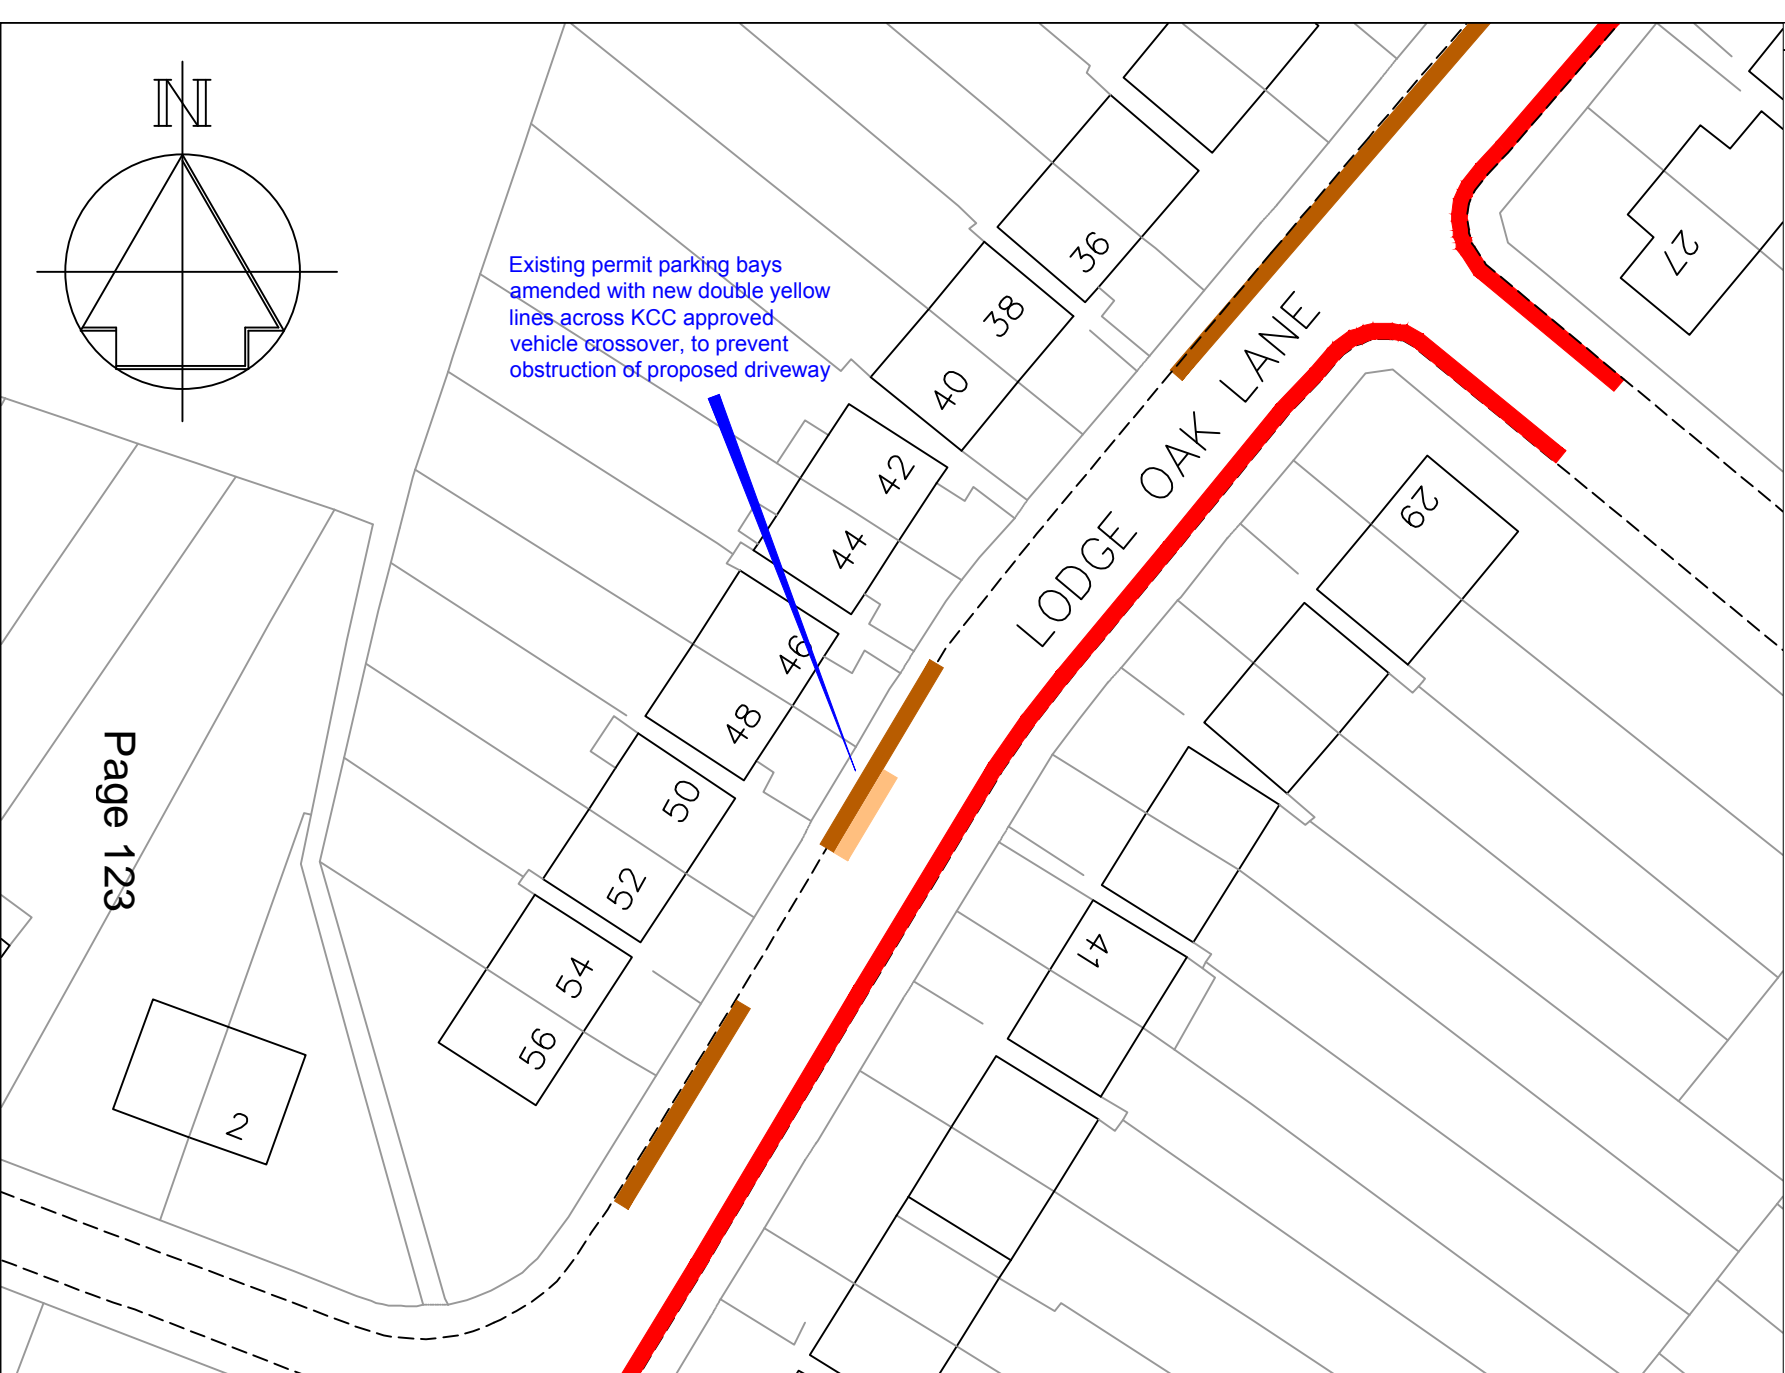 N
Existing permit parking bays
amended with new double yellow
lines across KCC approved
vehicle crossover, to prevent
obstruction of proposed driveway
36
38
40
42
44
46
48
50
52
54
56
2
LODGE OAK LANE
27
29
41
Page 123